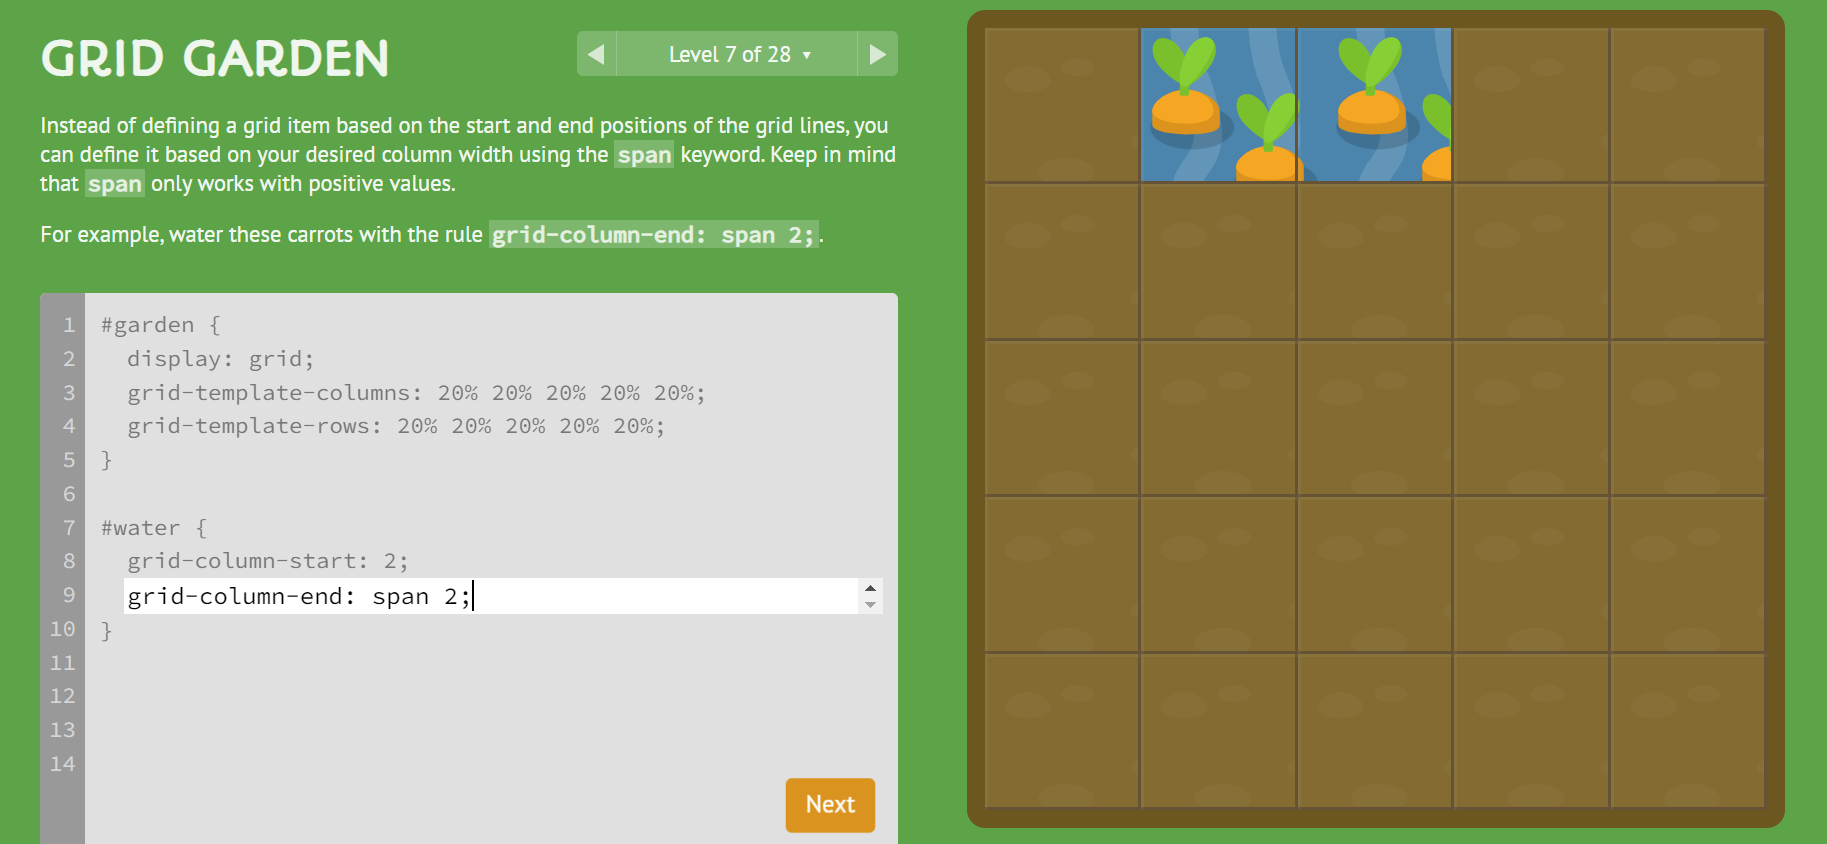 GRID GARDEN
Level 7 of 28 ▾
Instead of defining a grid item based on the start and end positions of the grid lines, you
can define it based on your desired column width using the span keyword. Keep in mind
that span only works with positive values.
For example, water these carrots with the rule grid-column-end: span 2;.
1 #garden {
2 display: grid;
3 grid-template-columns: 20% 20% 20% 20% 20%;
4 grid-template-rows: 20% 20% 20% 20% 20%;
5 }
6
7 #water {
8 grid-column-start: 2;
9 grid-column-end: span 2;
10 }
11
12
13
14
Next